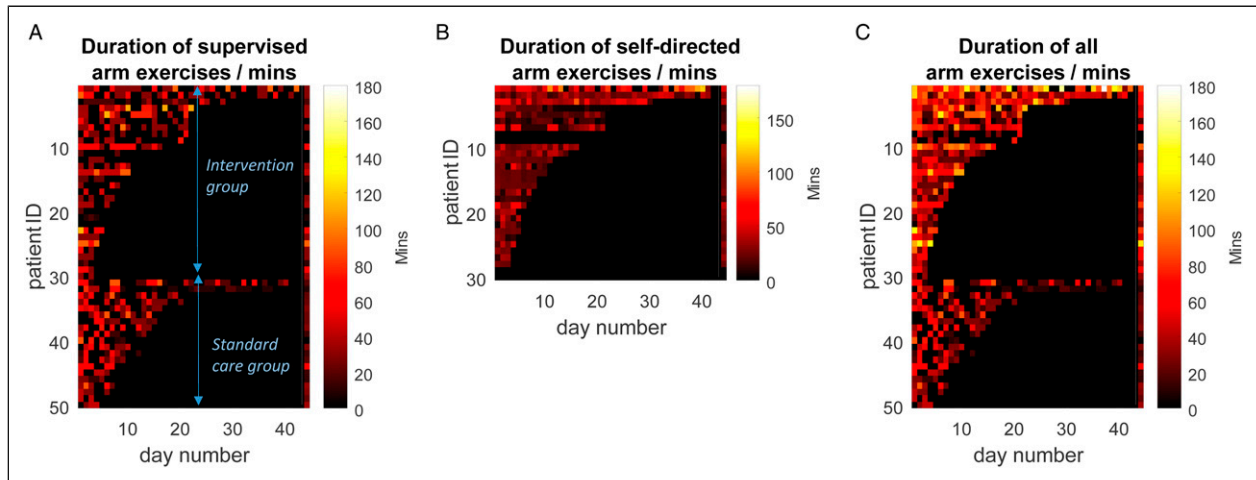 A
Duration of supervised
arm exercises / mins
patient ID
10
20
30
40
50
10 20 30 40
day number
Intervention
group
Standard
care group
180
160
140
120
100
80
60
40
20
0
Mins
B
Duration of self-directed
arm exercises / mins
patient ID
10
20
30
10 20 30 40
day number
150
100
50
0
Mins
C
Duration of all
arm exercises / mins
patient ID
10
20
30
40
50
10 20 30 40
day number
180
160
140
120
100
80
60
40
20
0
Mins